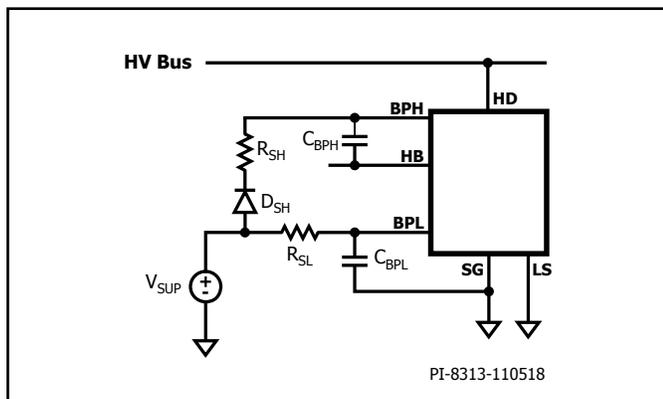 HV Bus
HD
BPH
R_SH
C_BPH
HB
D_SH
BPL
R_SL
C_BPL
SG
LS
V_SUP
+
-
PI-8313-110518